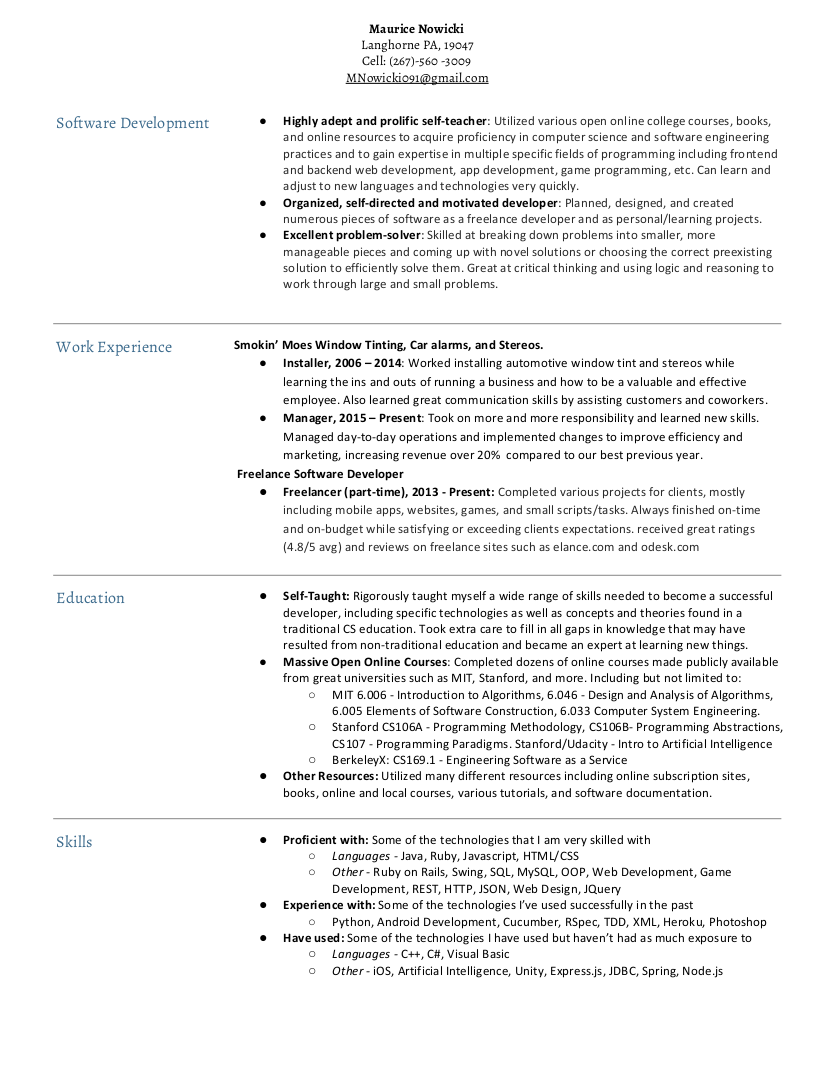 Maurice Nowicki
Langhorne PA, 19047
Cell: (267)-560 -3009
MNowicki091@gmail.com
Software Development
● Highly adept and prolific self-teacher: Utilized various open online college courses, books,
and online resources to acquire proficiency in computer science and software engineering
practices and to gain expertise in multiple specific fields of programming including frontend
and backend web development, app development, game programming, etc. Can learn and
adjust to new languages and technologies very quickly.
● Organized, self-directed and motivated developer: Planned, designed, and created
numerous pieces of software as a freelance developer and as personal/learning projects.
● Excellent problem-solver: Skilled at breaking down problems into smaller, more
manageable pieces and coming up with novel solutions or choosing the correct preexisting
solution to efficiently solve them. Great at critical thinking and using logic and reasoning to
work through large and small problems.
Work Experience
Smokin’ Moes Window Tinting, Car alarms, and Stereos.
● Installer, 2006 – 2014: Worked installing automotive window tint and stereos while
learning the ins and outs of running a business and how to be a valuable and effective
employee. Also learned great communication skills by assisting customers and coworkers.
● Manager, 2015 – Present: Took on more and more responsibility and learned new skills.
Managed day-to-day operations and implemented changes to improve efficiency and
marketing, increasing revenue over 20% compared to our best previous year.
Freelance Software Developer
● Freelancer (part-time), 2013 - Present: Completed various projects for clients, mostly
including mobile apps, websites, games, and small scripts/tasks. Always finished on-time
and on-budget while satisfying or exceeding clients expectations. received great ratings
(4.8/5 avg) and reviews on freelance sites such as elance.com and odesk.com
Education
● Self-Taught: Rigorously taught myself a wide range of skills needed to become a successful
developer, including specific technologies as well as concepts and theories found in a
traditional CS education. Took extra care to fill in all gaps in knowledge that may have
resulted from non-traditional education and became an expert at learning new things.
● Massive Open Online Courses: Completed dozens of online courses made publicly available
from great universities such as MIT, Stanford, and more. Including but not limited to:
○ MIT 6.006 - Introduction to Algorithms, 6.046 - Design and Analysis of Algorithms,
6.005 Elements of Software Construction, 6.033 Computer System Engineering.
○ Stanford CS106A - Programming Methodology, CS106B- Programming Abstractions,
CS107 - Programming Paradigms. Stanford/Udacity - Intro to Artificial Intelligence
○ BerkeleyX: CS169.1 - Engineering Software as a Service
● Other Resources: Utilized many different resources including online subscription sites,
books, online and local courses, various tutorials, and software documentation.
Skills
● Proficient with: Some of the technologies that I am very skilled with
○ Languages - Java, Ruby, Javascript, HTML/CSS
○ Other - Ruby on Rails, Swing, SQL, MySQL, OOP, Web Development, Game
Development, REST, HTTP, JSON, Web Design, JQuery
● Experience with: Some of the technologies I’ve used successfully in the past
○ Python, Android Development, Cucumber, RSpec, TDD, XML, Heroku, Photoshop
● Have used: Some of the technologies I have used but haven’t had as much exposure to
○ Languages - C++, C#, Visual Basic
○ Other - iOS, Artificial Intelligence, Unity, Express.js, JDBC, Spring, Node.js